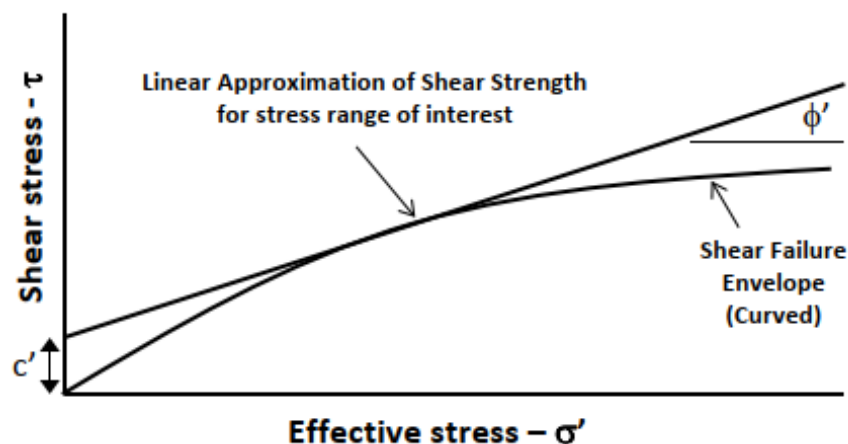 Linear Approximation of Shear Strength
for stress range of interest
ϕ’
Shear stress - τ
Shear Failure
Envelope
(Curved)
c’
Effective stress – σ’